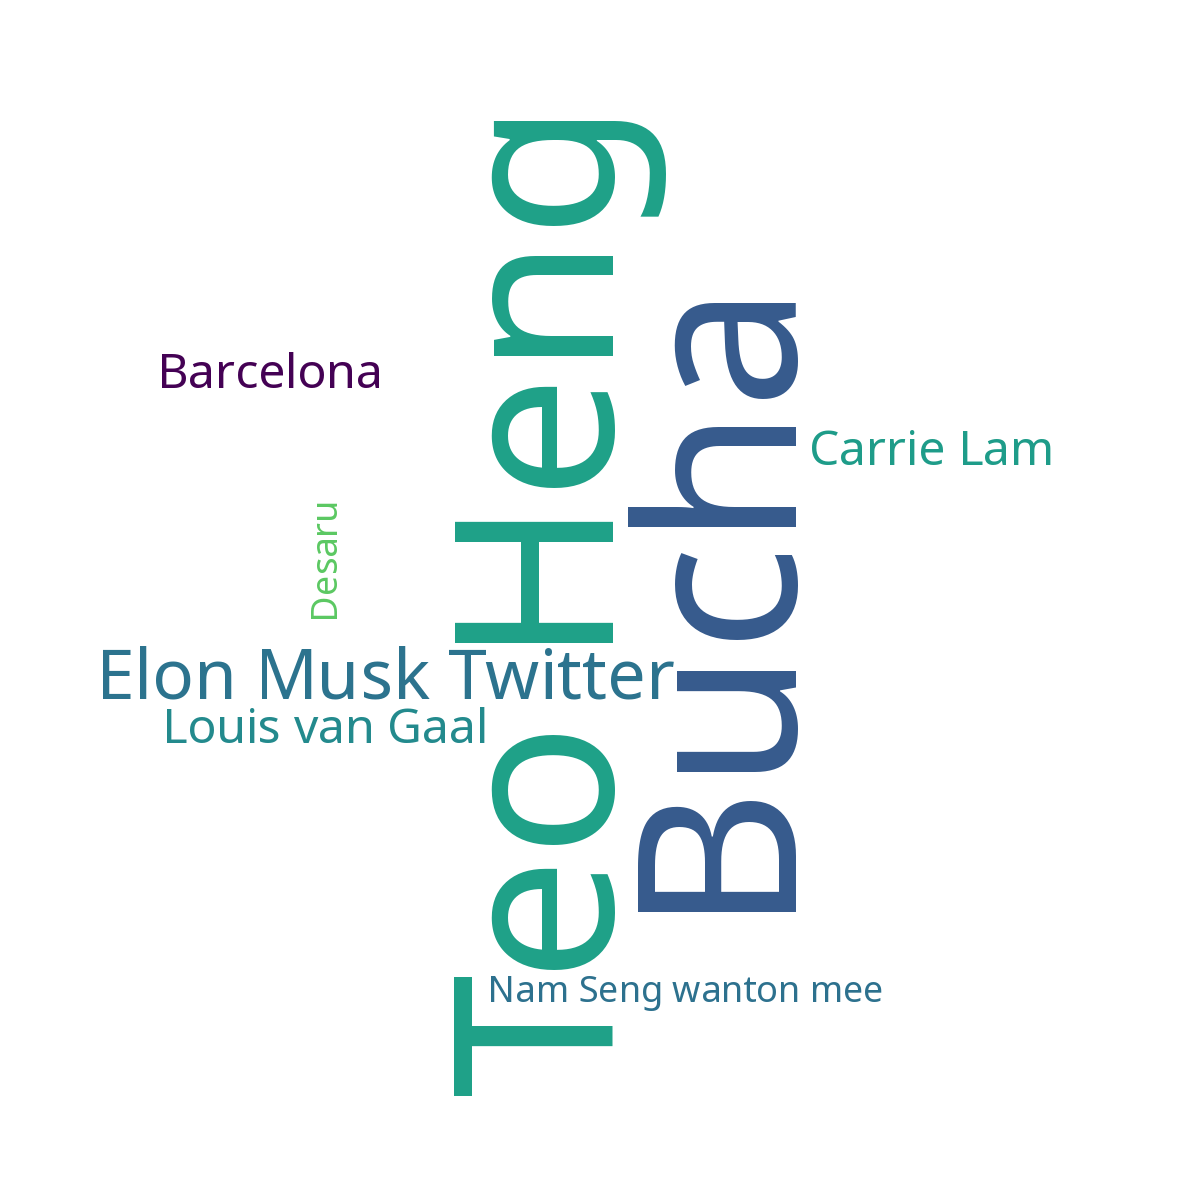 Teo Heng
Bucha
Barcelona
Carrie Lam
Desaru
Elon Musk Twitter
Louis van Gaal
Nam Seng wanton mee